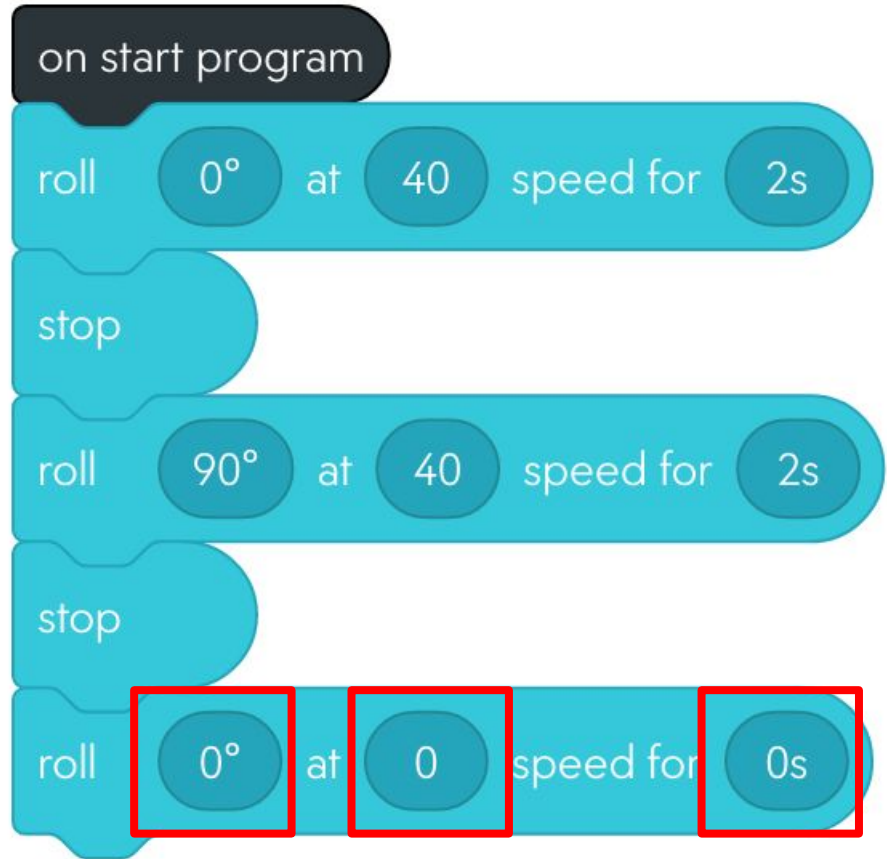 on start program
roll 0° at 40 speed for 2s
stop
roll 90° at 40 speed for 2s
stop
roll 0° at 0 speed for 0s